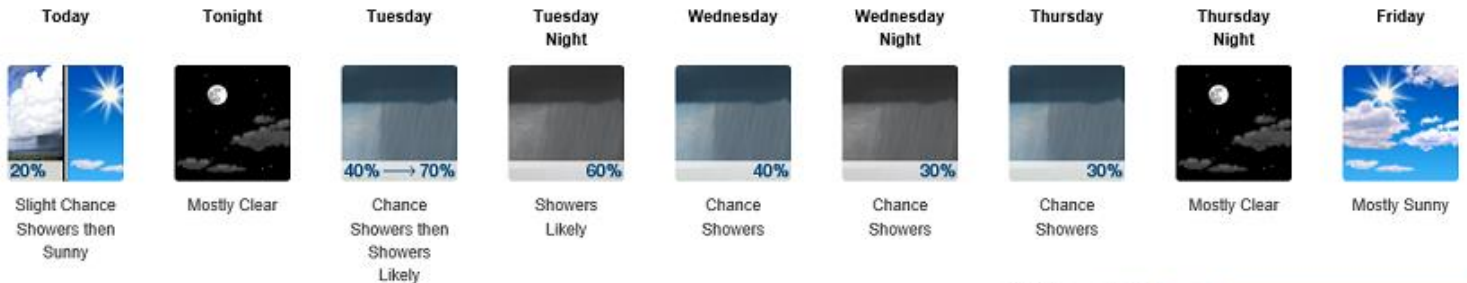 Today
Tonight
Tuesday
Tuesday
Night
Wednesday
Wednesday
Night
Thursday
Thursday
Night
Friday
20%
40% → 70%
60%
40%
30%
30%
Slight Chance
Showers then
Sunny
Mostly Clear
Chance
Showers then
Showers
Likely
Showers
Likely
Chance
Showers
Chance
Showers
Chance
Showers
Mostly Clear
Mostly Sunny